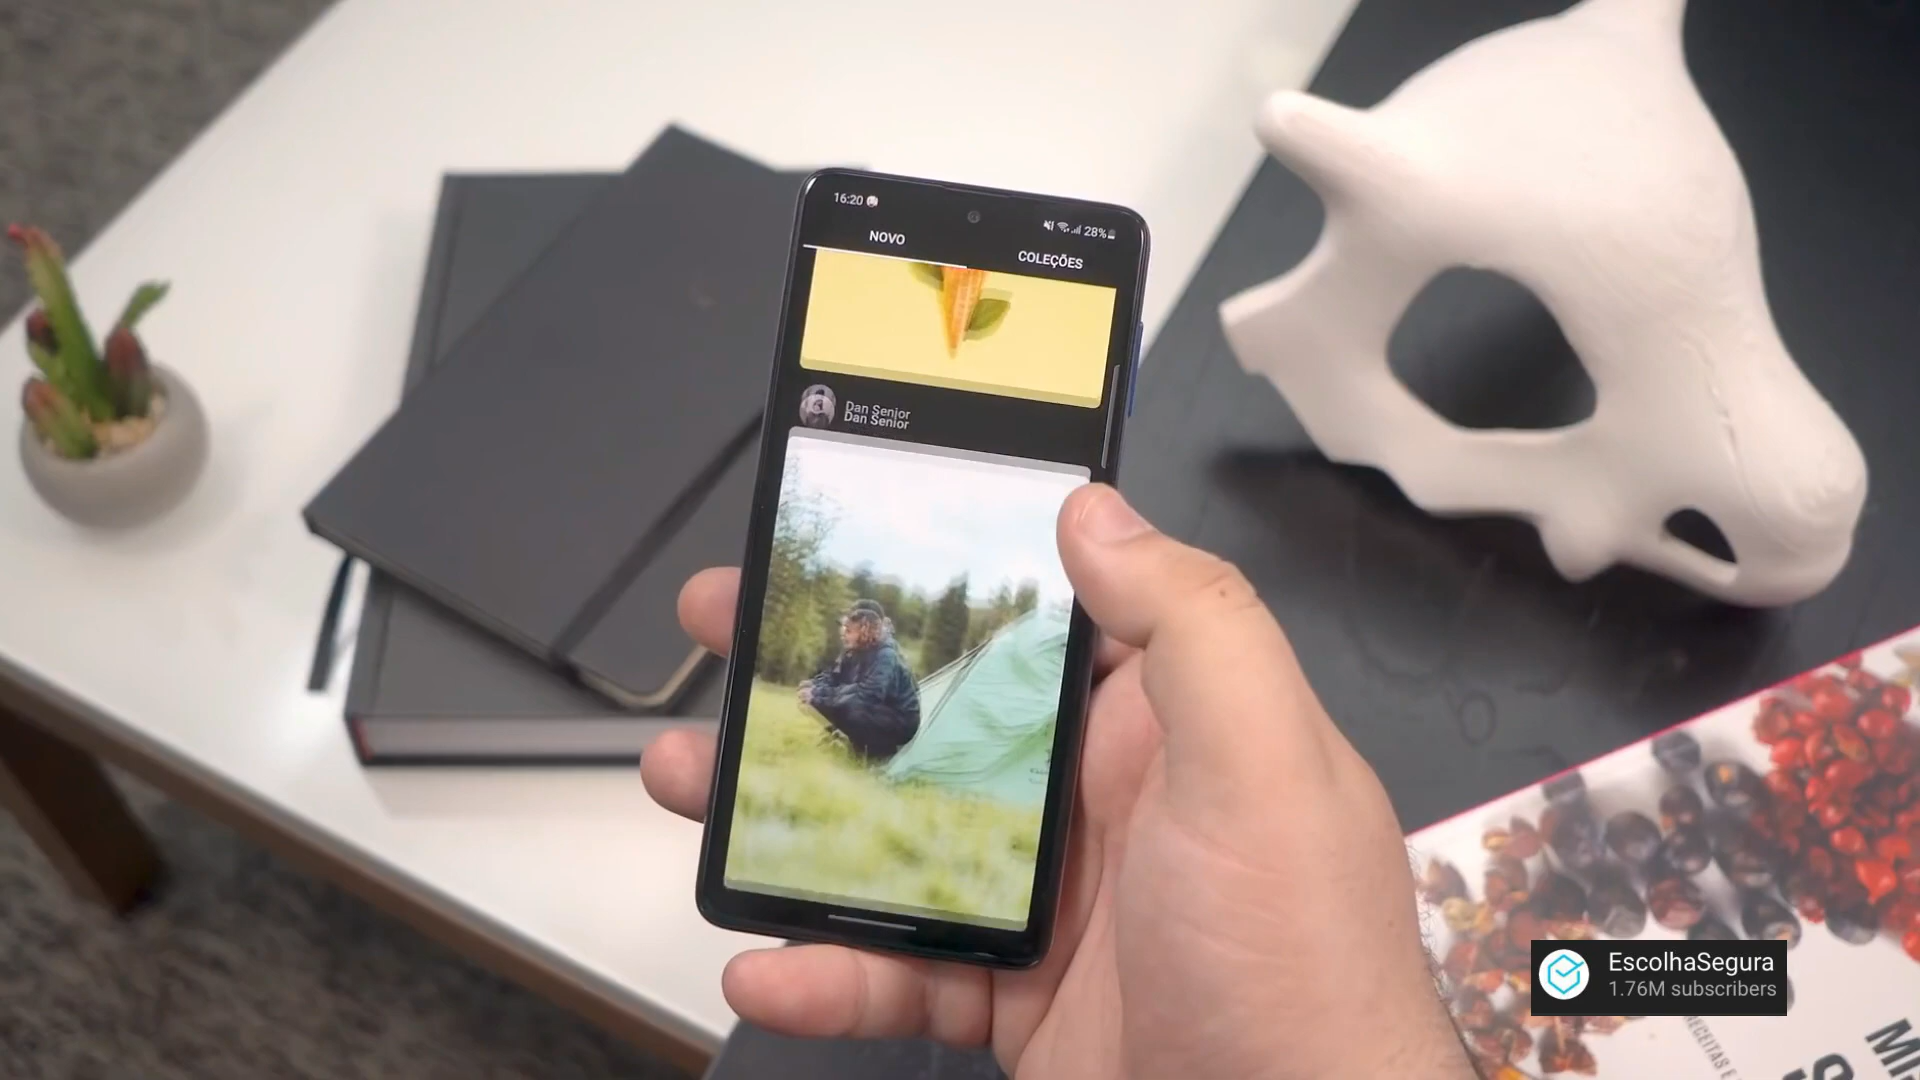 16:20
28%
NOVO
COLEÇÕES
Dan Senior
Dan Senior
EscolhaSegura
1.76M subscribers